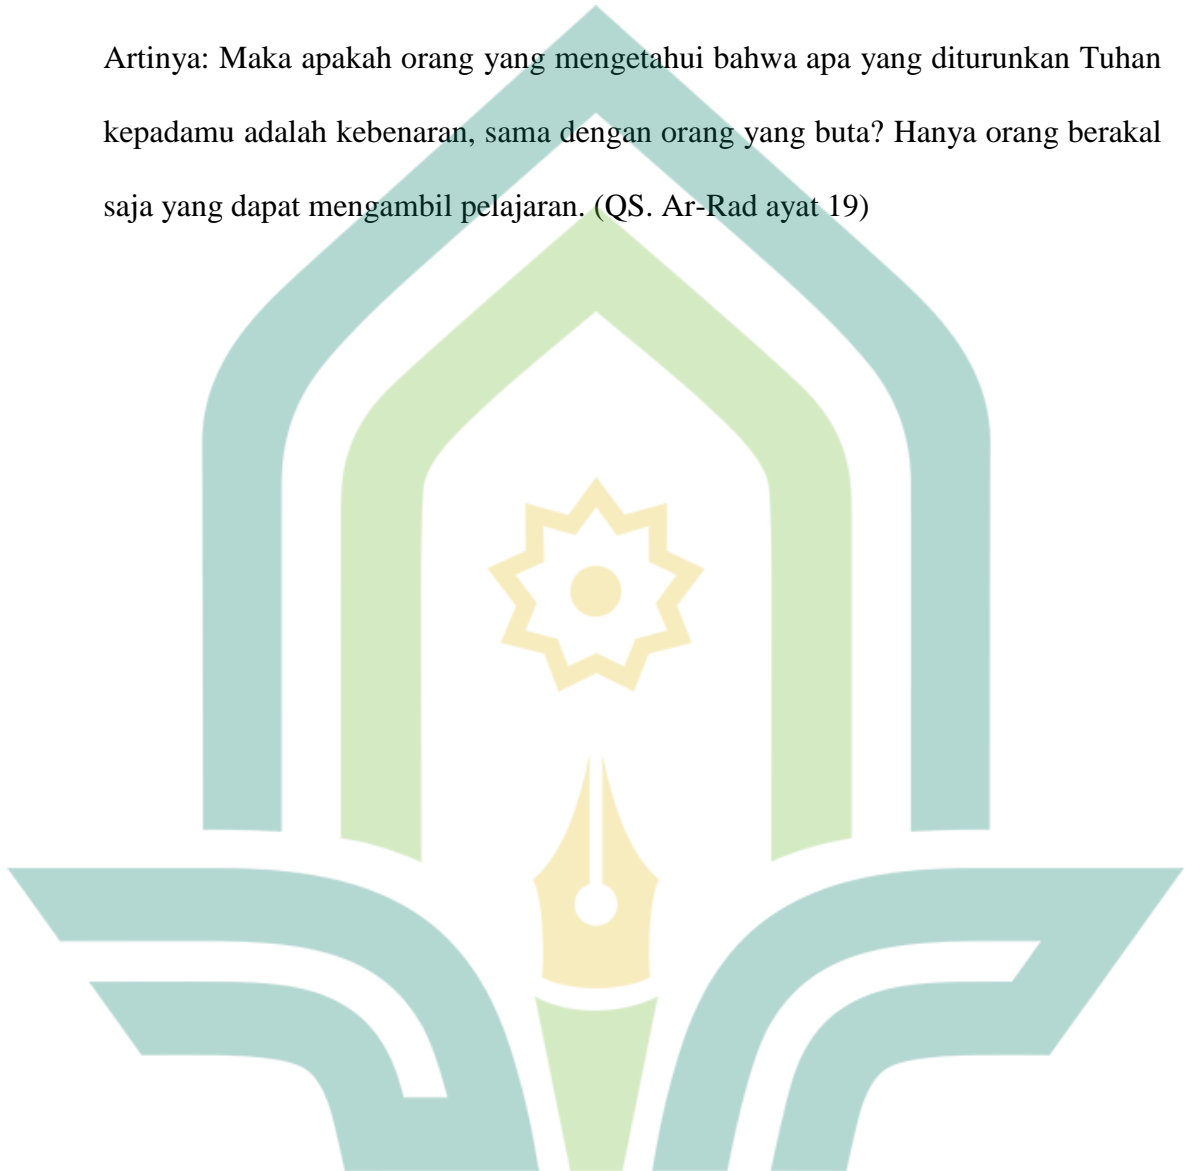 Artinya: Maka apakah orang yang mengetahui bahwa apa yang diturunkan Tuhan
kepadamu adalah kebenaran, sama dengan orang yang buta? Hanya orang berakal
saja yang dapat mengambil pelajaran. (QS. Ar-Rad ayat 19)